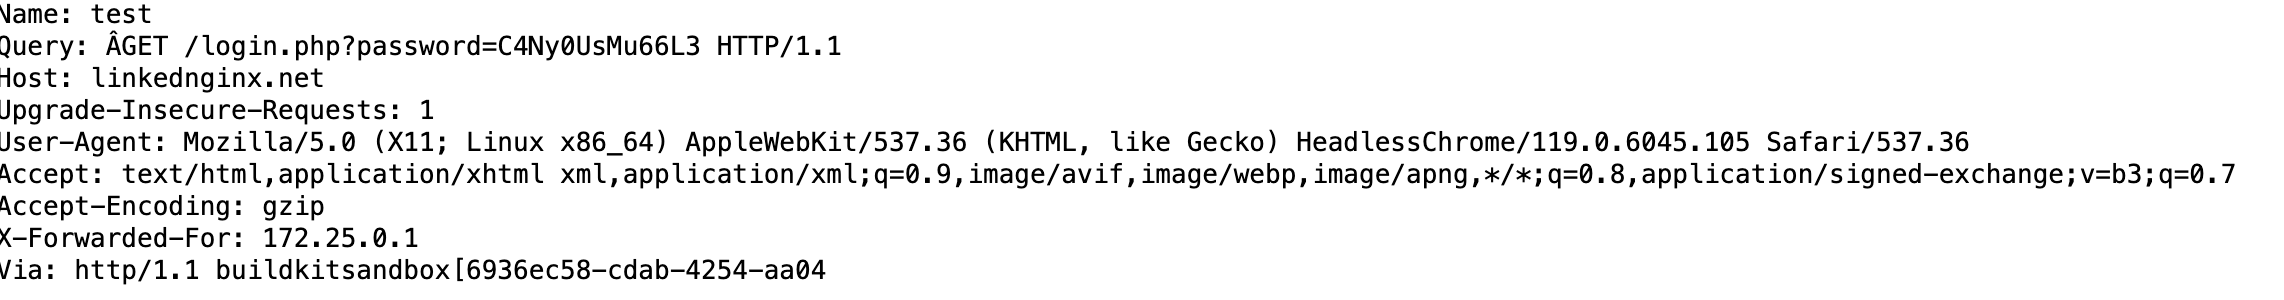 Name: test
Query: ÂGET /login.php?password=C4Ny0UsMu66L3 HTTP/1.1
Host: linkednginx.net
Upgrade-Insecure-Requests: 1
User-Agent: Mozilla/5.0 (X11; Linux x86_64) AppleWebKit/537.36 (KHTML, like Gecko) HeadlessChrome/119.0.6045.105 Safari/537.36
Accept: text/html,application/xhtml xml,application/xml;q=0.9,image/avif,image/webp,image/apng,*/*;q=0.8,application/signed-exchange;v=b3;q=0.7
Accept-Encoding: gzip
X-Forwarded-For: 172.25.0.1
Via: http/1.1 buildkitsandbox[6936ec58-cdab-4254-aa04